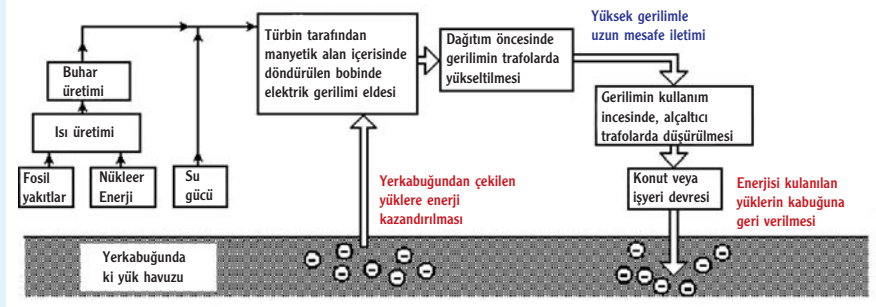 Türbin tarafından
manyetik alan içerisinde
döndürülen bobinde
elektrik gerilimi eldesi
Dağıtım öncesinde
gerilimin trafolarda
yükseltilmesi
Yüksek gerilimle
uzun mesafe iletimi
Buhar
üretimi
Isı üretimi
Fosil
yakıtlar
Nükleer
Enerji
Su
gücü
Gerilimin kullanım
incesinde, alçaltıcı
trafolarda düşürülmesi
Konut veya
işyeri devresi
Yerkabuğundan çekilen
yüklere enerji
kazandırılması
Enerjisi kulanılan
yüklerin kabuğuna
geri verilmesi
Yerkabuğunda
ki yük havuzu